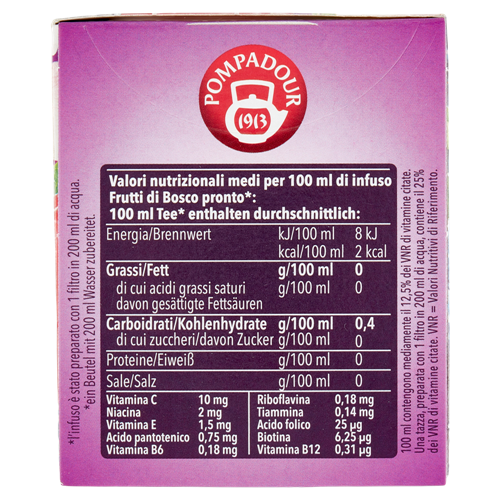 POMPADOUR
1913
Valori nutrizionali medi per 100 ml di infuso
Frutti di Bosco pronto*:
100 ml Tee* enthalten durchschnittlich:
Energia/Brennwert kJ/100 ml 8 kJ
kcal/100 ml 2 kcal
Grassi/Fett g/100 ml 0
di cui acidi grassi saturi g/100 ml 0
davon gesättigte Fettsäuren
Carboidrati/Kohlenhydrate g/100 ml 0,4
di cui zuccheri/davon Zucker g/100 ml 0
Proteine/Eiweiß g/100 ml 0
Sale/Salz g/100 ml 0
Vitamina C 10 mg
Niacina 2 mg
Vitamina E 1,5 mg
Acido pantotenico 0,75 mg
Vitamina B6 0,18 mg
Riboflavina 0,18 mg
Tiammina 0,14 mg
Acido folico 25 µg
Biotina 6,25 µg
Vitamina B12 0,31 µg
*l'infuso è stato preparato con 1 filtro in 200 ml di acqua.
*ein Beutel mit 200 ml Wasser zubereitet.
100 ml contengono mediamente il 12,5% dei VNR di vitamine citate.
Una tazza, preparata con 1 filtro in 200 ml di acqua, contiene il 25%
dei VNR di vitamine citate. VNR = Valori Nutritivi di Riferimento.